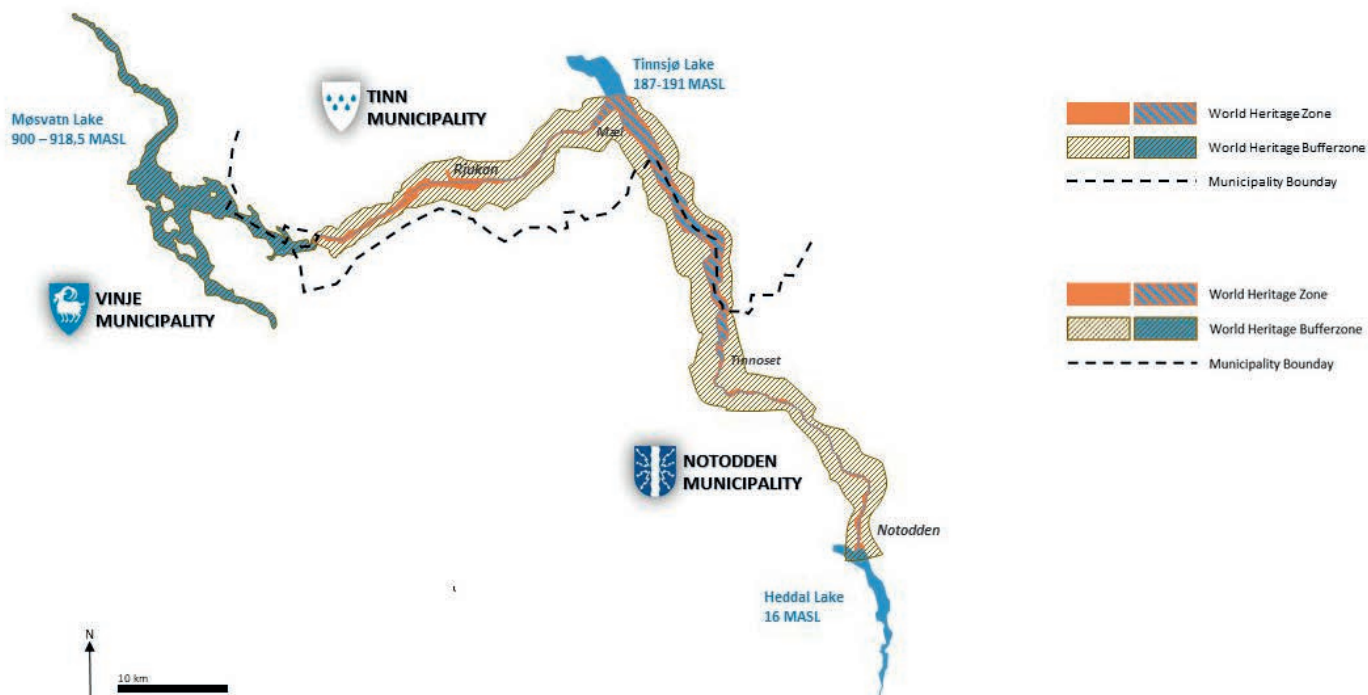 Tinnsjø Lake
187-191 MASL
TINN
MUNICIPALITY
Møsvatn Lake
900 – 918,5 MASL
Mæl
Rjukan
VINJE
MUNICIPALITY
Tinnoset
NOTODDEN
MUNICIPALITY
Notodden
Heddal Lake
16 MASL
N
10 km
World Heritage Zone
World Heritage Bufferzone
Municipality Bounday
World Heritage Zone
World Heritage Bufferzone
Municipality Bounday